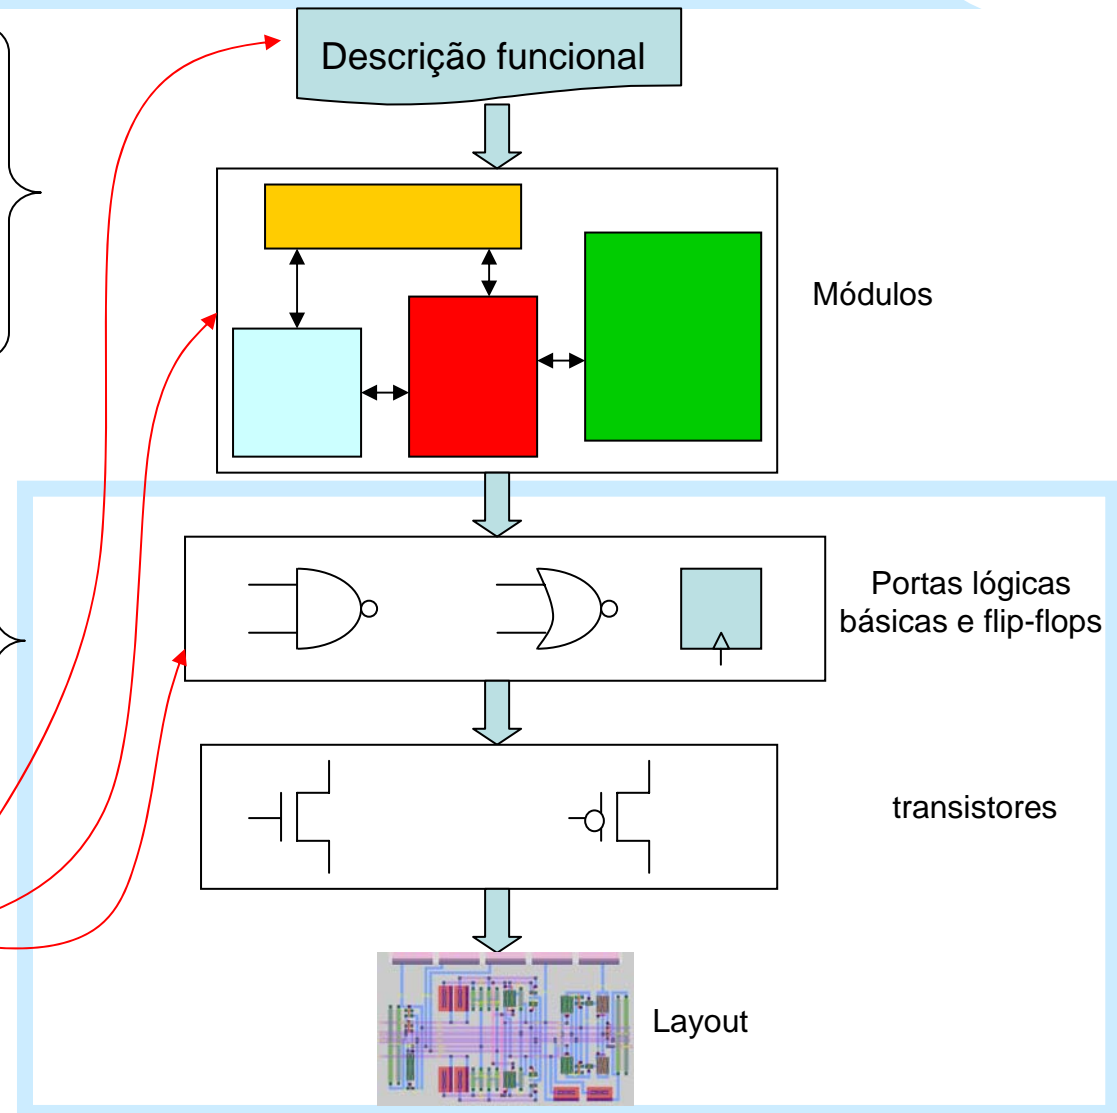 Descrição funcional
Módulos
Portas lógicas
básicas e flip-flops
transistores
Layout